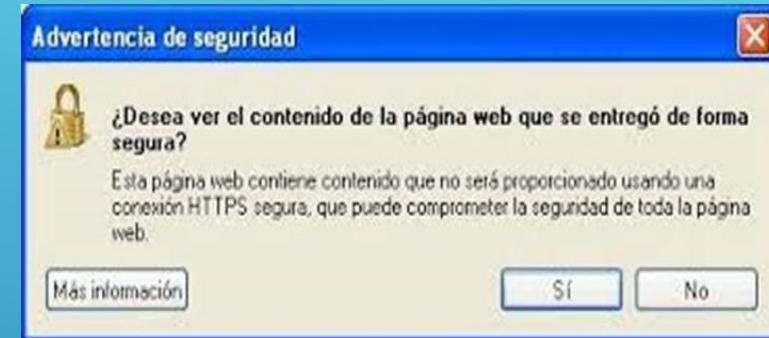 Advertencia de seguridad
¿Desea ver el contenido de la página web que se entregó de forma
segura?
Esta página web contiene contenido que no será proporcionado usando una
conexión HTTPS segura, que puede comprometer la seguridad de toda la página
web.
Más información
Sí
No